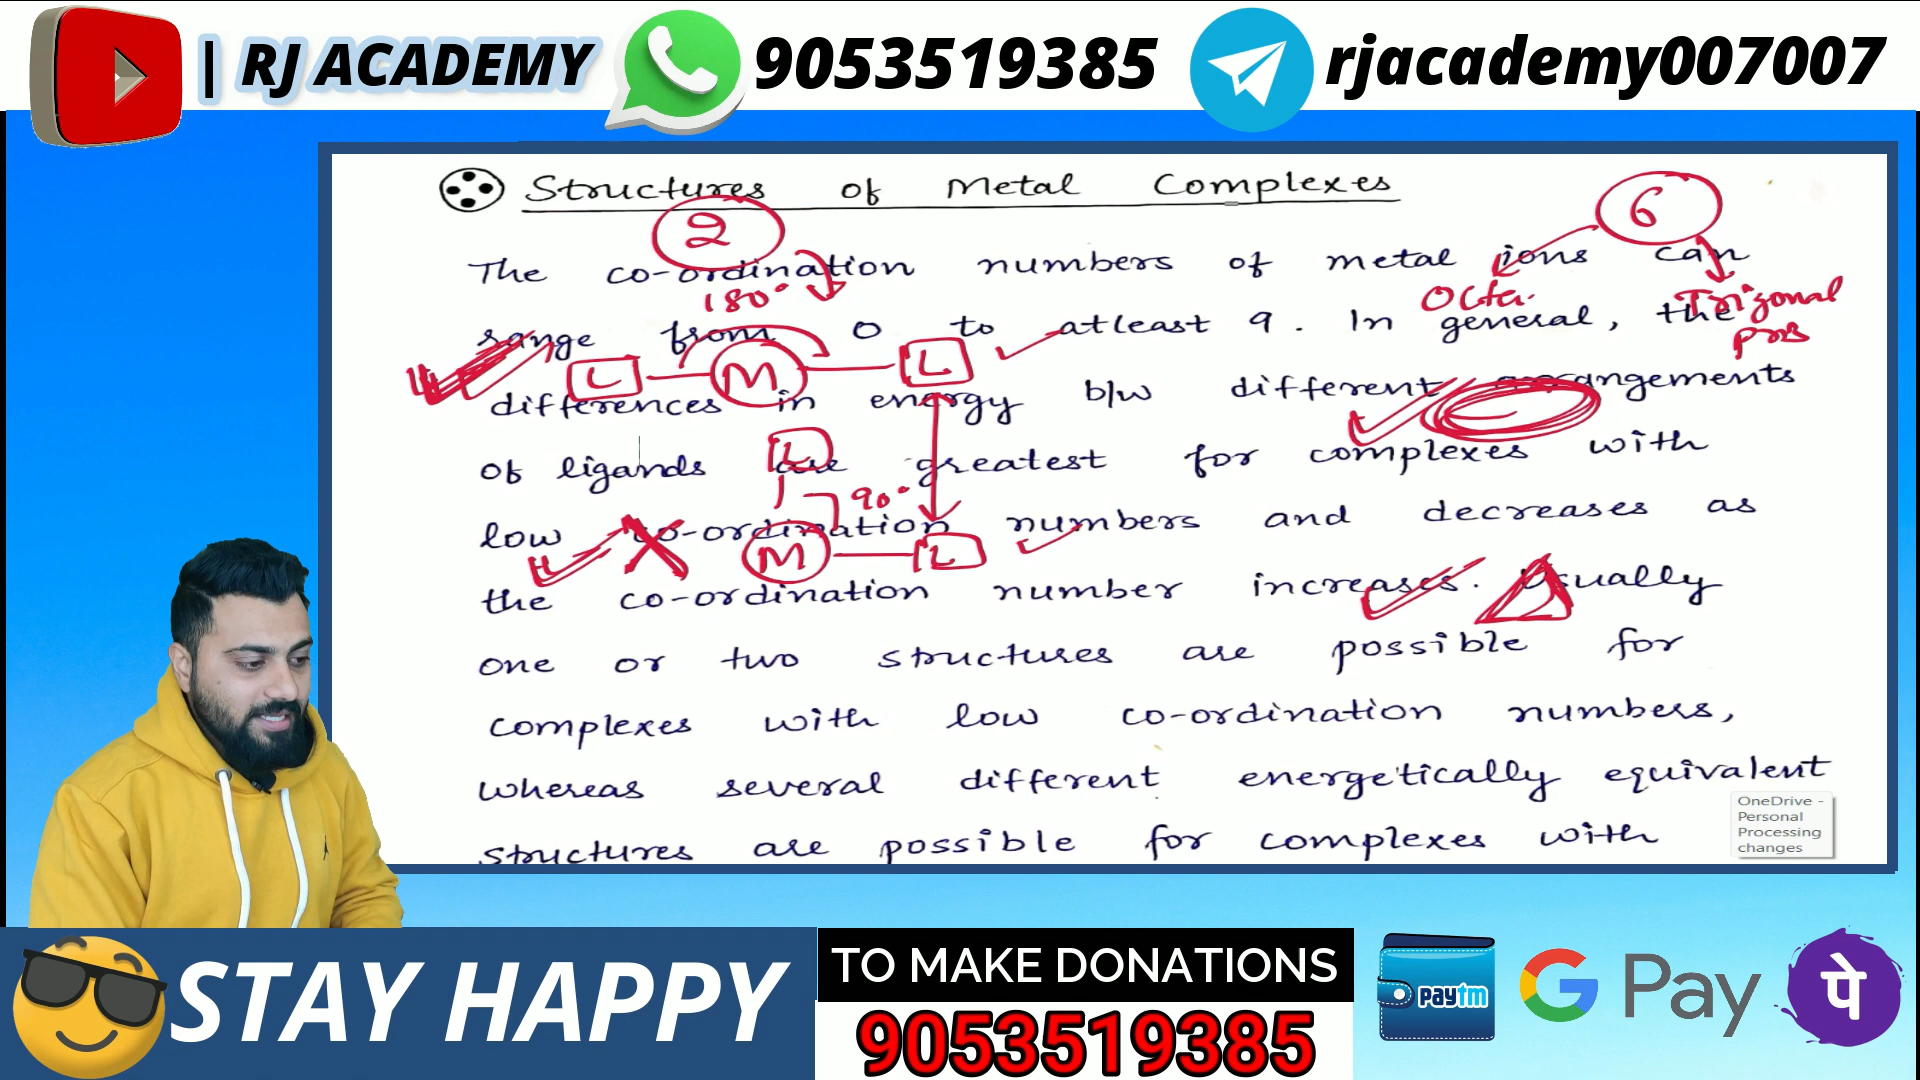 | RJ ACADEMY 9053519385 rjacademy007007
Structures of Metal Complexes
2
6
The co-ordination numbers of metal ions can
180°
Octa.
Trigonal
range from 0 to atleast 9. In general, the
L M L
differences in energy b/w different arrangements
L
of ligands are greatest for complexes with
90°
low co-ordination numbers and decreases as
M L
the co-ordination number increases. Usually
one or two structures are possible for
complexes with low co-ordination numbers,
whereas several different energetically equivalent
structures are possible for complexes with
OneDrive -
Personal
Processing
changes
STAY HAPPY
TO MAKE DONATIONS
9053519385
paytm
G Pay
पे